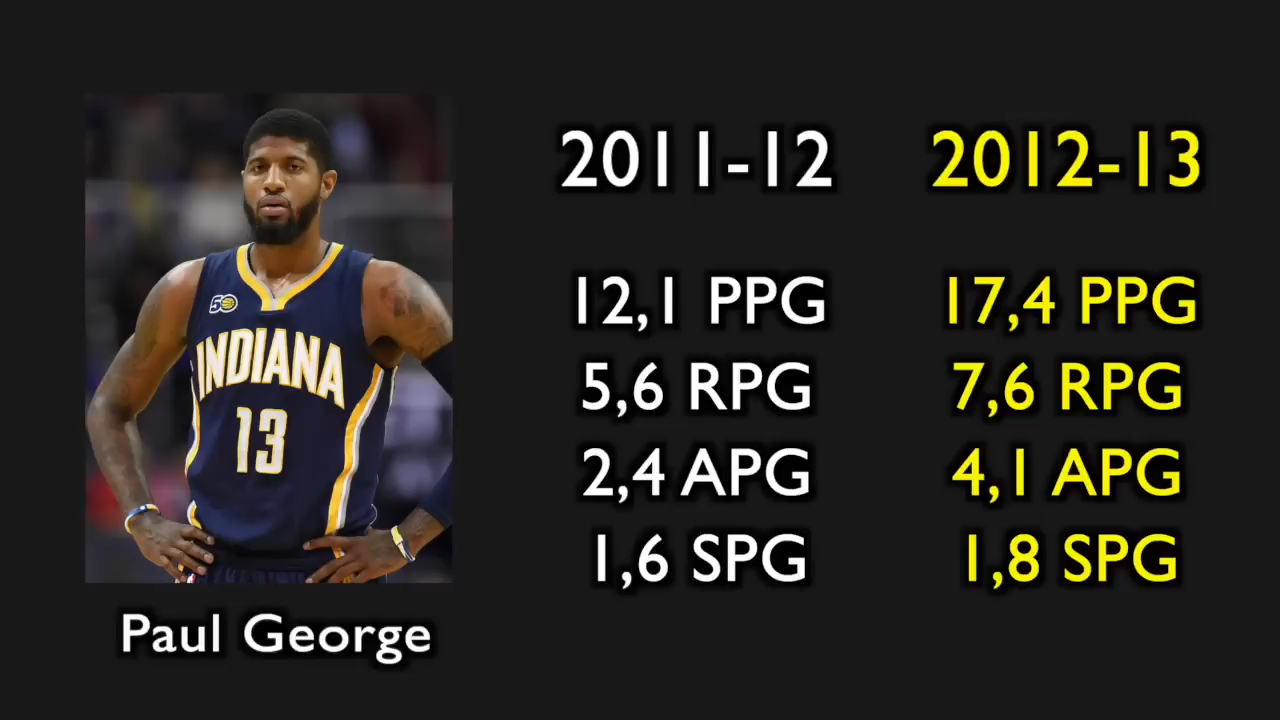 2011-12
2012-13
12,1 PPG
17,4 PPG
5,6 RPG
7,6 RPG
2,4 APG
4,1 APG
1,6 SPG
1,8 SPG
50
INDIANA
13
Paul George